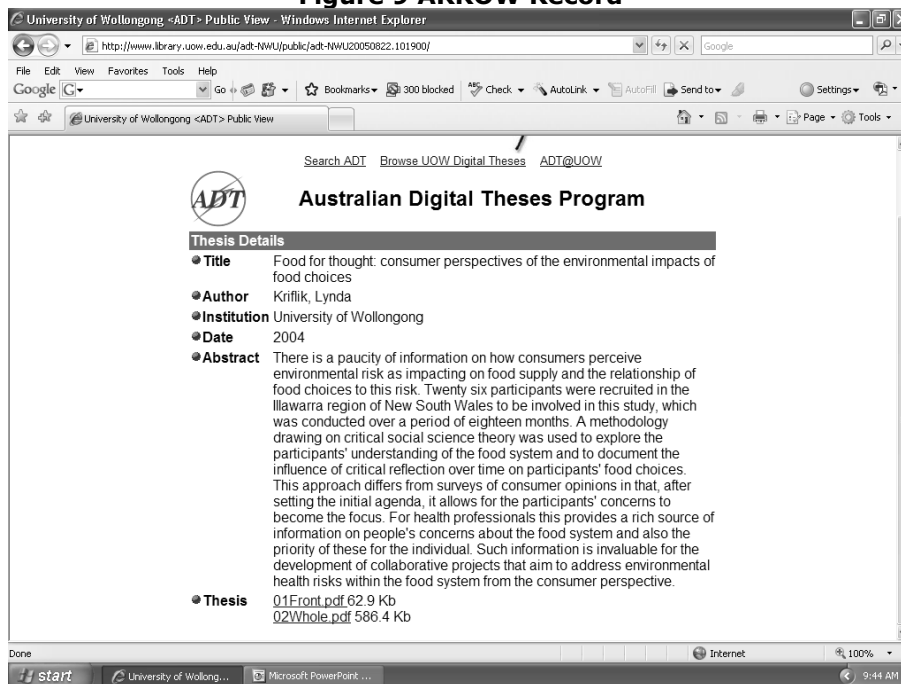 Figure 9 ARROW Record
University of Wollongong <ADT> Public View - Windows Internet Explorer
http://www.library.uow.edu.au/adt-NWU/public/adt-NWU20050822.101900/
Google
File Edit View Favorites Tools Help
Google G Go Bookmarks 300 blocked ABC Check AutoLink AutoFill Send to Settings
University of Wollongong <ADT> Public View Page Tools
Search ADT Browse UOW Digital Theses ADT@UOW
ADT Australian Digital Theses Program
Thesis Details
Title Food for thought: consumer perspectives of the environmental impacts of
food choices
Author Kriflik, Lynda
Institution University of Wollongong
Date 2004
Abstract There is a paucity of information on how consumers perceive
environmental risk as impacting on food supply and the relationship of
food choices to this risk. Twenty six participants were recruited in the
Illawarra region of New South Wales to be involved in this study, which
was conducted over a period of eighteen months. A methodology
drawing on critical social science theory was used to explore the
participants' understanding of the food system and to document the
influence of critical reflection over time on participants' food choices.
This approach differs from surveys of consumer opinions in that, after
setting the initial agenda, it allows for the participants' concerns to
become the focus. For health professionals this provides a rich source of
information on people's concerns about the food system and also the
priority of these for the individual. Such information is invaluable for the
development of collaborative projects that aim to address environmental
health risks within the food system from the consumer perspective.
Thesis 01Front.pdf 62.9 Kb
02Whole.pdf 586.4 Kb
Done Internet 100%
start University of Wollong... Microsoft PowerPoint ... 9:44 AM